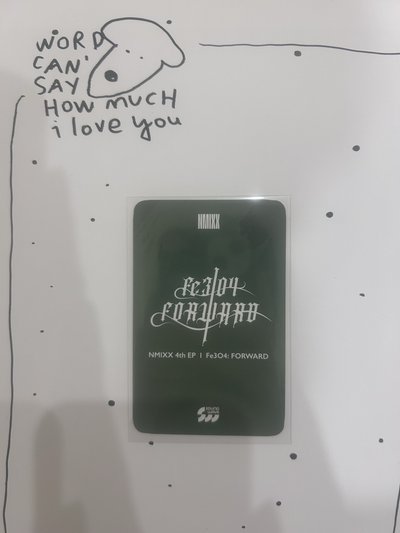 WORD
CAN'
SAY
HOW MUCH
i love you
NMIXX
Fe3O4
FORWARD
NMIXX 4th EP I Fe3O4: FORWARD